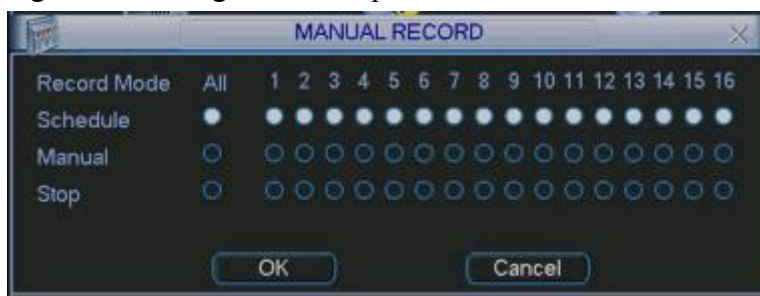 MANUAL RECORD
Record Mode All 1 2 3 4 5 6 7 8 9 10 11 12 13 14 15 16
Schedule
Manual
Stop
OK Cancel